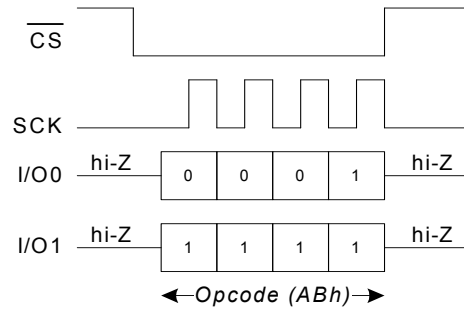 CS
SCK
I/O0 hi-Z 0 0 0 1 hi-Z
I/O1 hi-Z 1 1 1 1 hi-Z
Opcode (ABh)